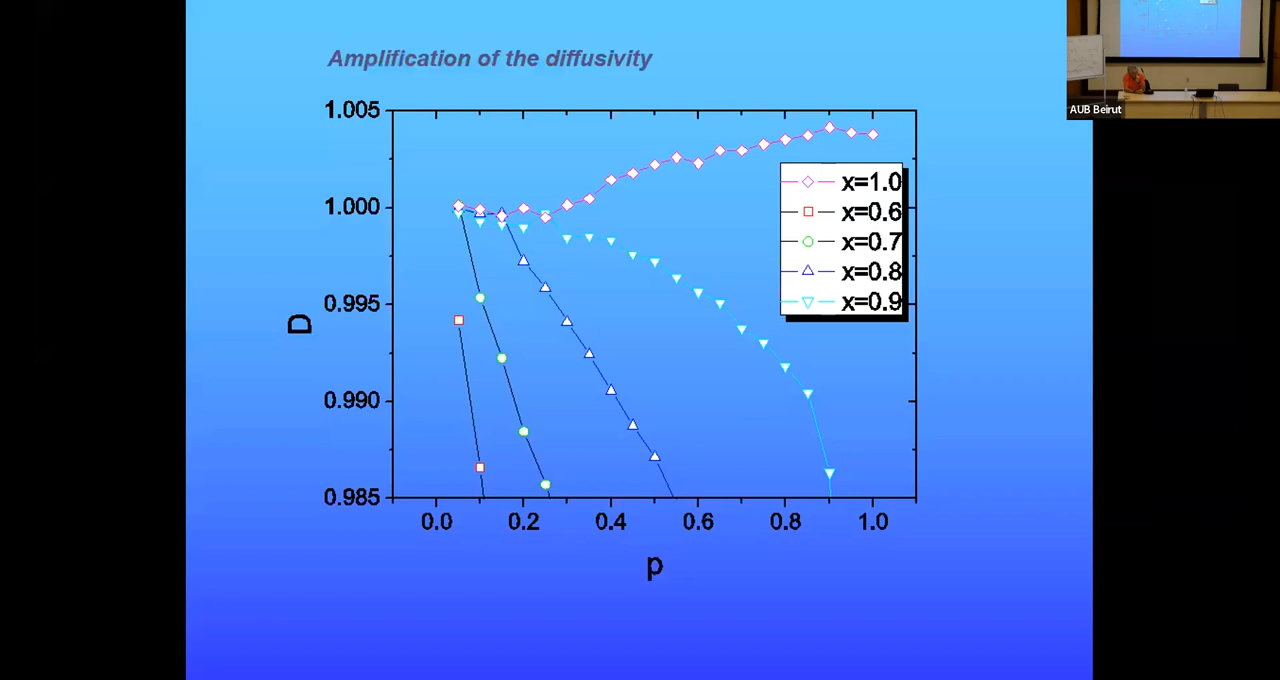 Amplification of the diffusivity
AUB Beirut
1.005
1.000
0.995
0.990
0.985
D
x=1.0
x=0.6
x=0.7
x=0.8
x=0.9
0.0 0.2 0.4 0.6 0.8 1.0
p